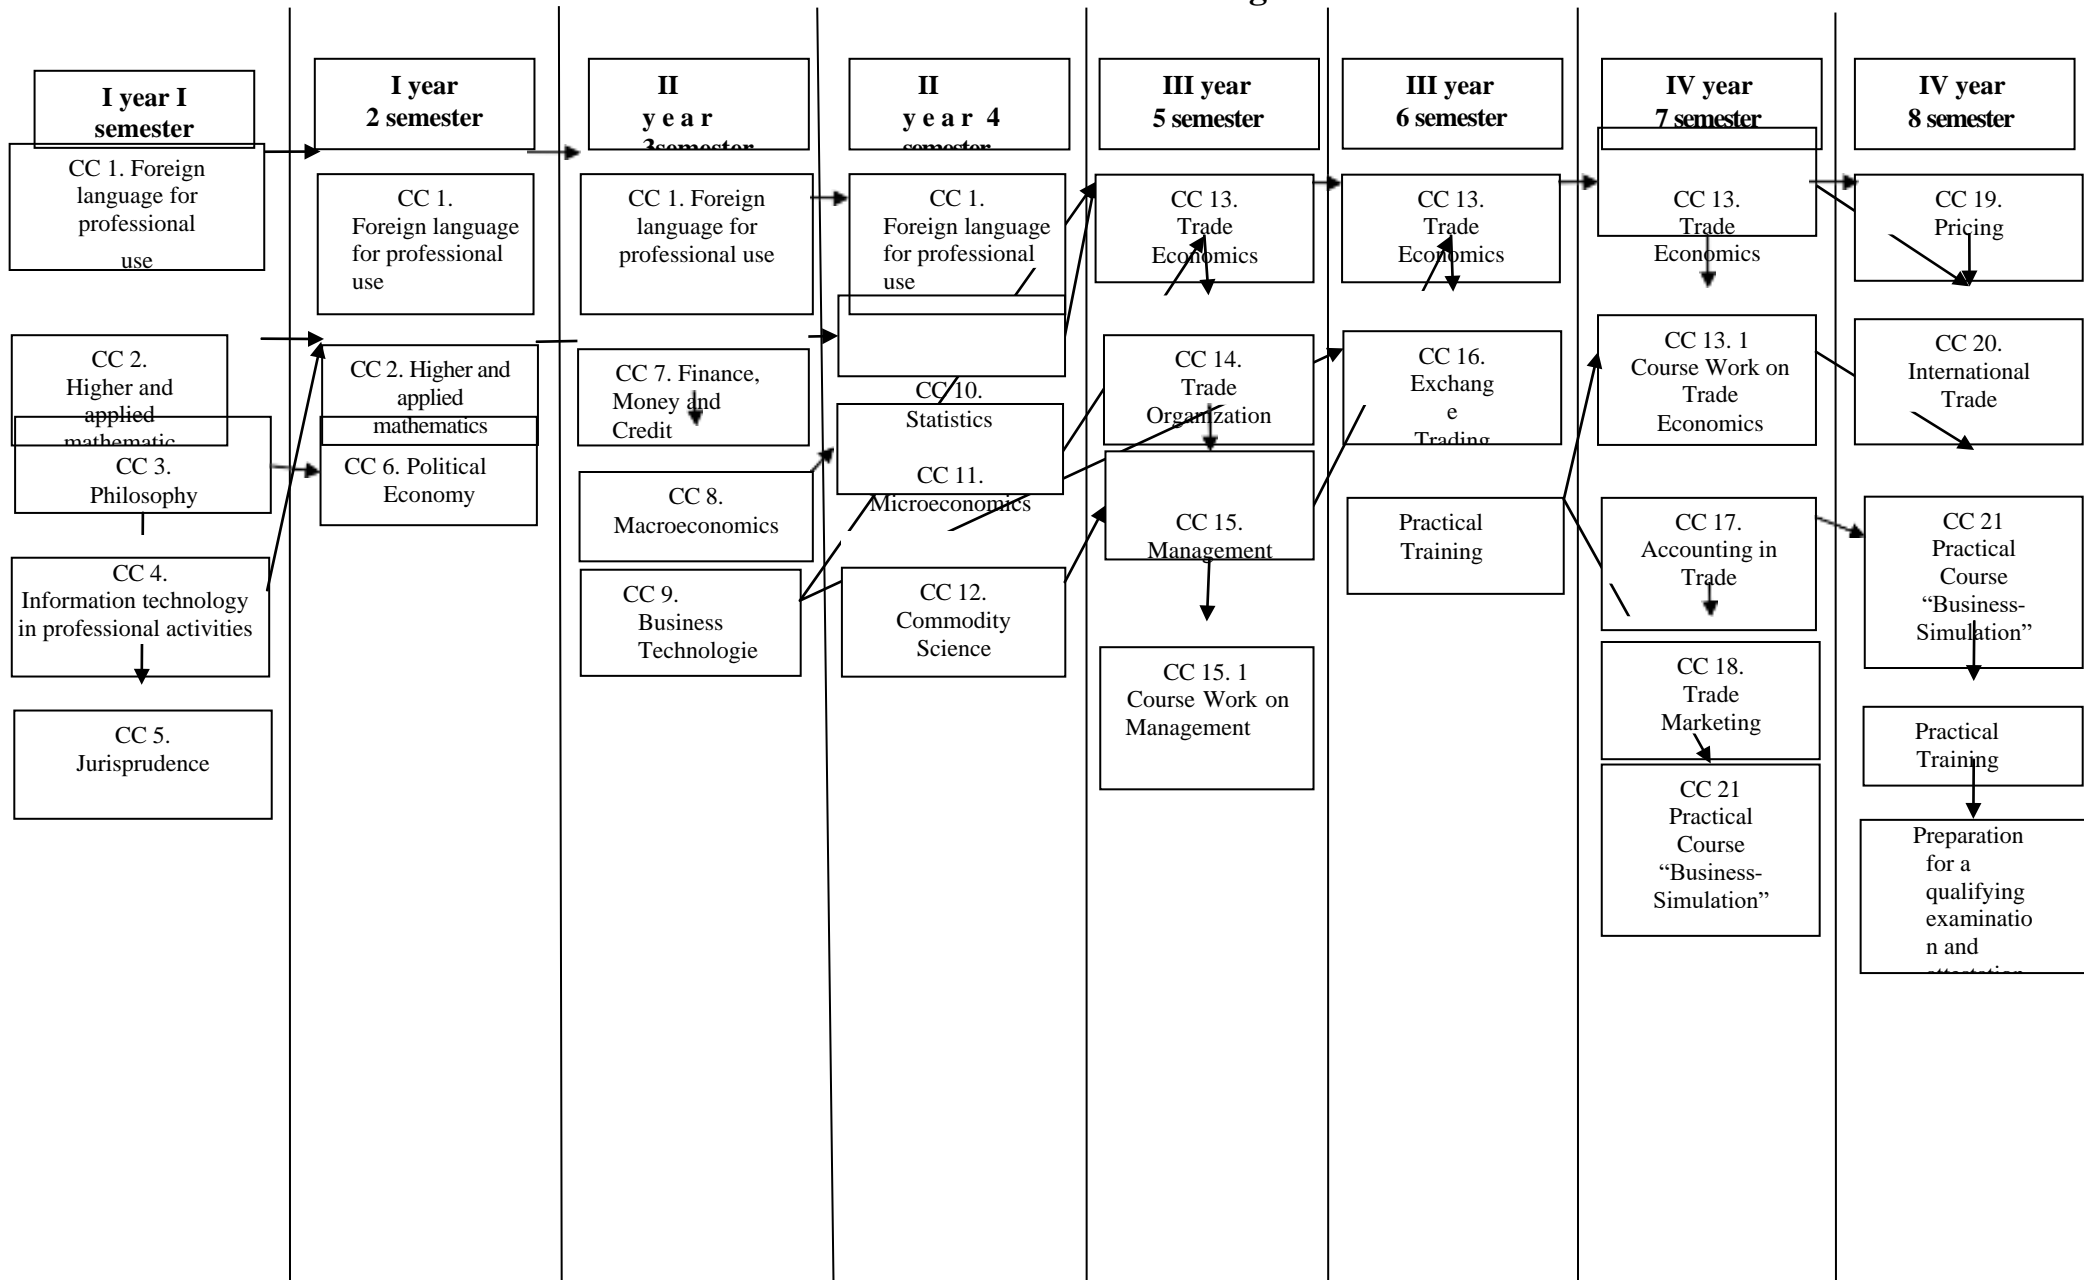 I year I
semester
CC 1. Foreign
language for
professional
use
CC 2.
Higher and
applied
mathematic
CC 3.
Philosophy
CC 4.
Information technology
in professional activities
CC 5.
Jurisprudence
I year
2 semester
CC 1.
Foreign language
for professional
use
CC 2. Higher and
applied
mathematics
CC 6. Political
Economy
II
year
3semester
CC 1. Foreign
language for
professional use
CC 7. Finance,
Money and
Credit
CC 8.
Macroeconomics
CC 9.
Business
Technologie
II
year 4
semester
CC 1.
Foreign language
for professional
use
CC 10.
Statistics
CC 11.
Microeconomics
CC 12.
Commodity
Science
III year
5 semester
CC 13.
Trade
Economics
CC 14.
Trade
Organization
CC 15.
Management
CC 15. 1
Course Work on
Management
III year
6 semester
CC 13.
Trade
Economics
CC 16.
Exchang
e
Trading
Practical
Training
IV year
7 semester
CC 13.
Trade
Economics
CC 13. 1
Course Work on
Trade
Economics
CC 17.
Accounting in
Trade
CC 18.
Trade
Marketing
CC 21
Practical
Course
“Business-
Simulation”
IV year
8 semester
CC 19.
Pricing
CC 20.
International
Trade
CC 21
Practical
Course
“Business-
Simulation”
Practical
Training
Preparation
for a
qualifying
examinatio
n and
attestation